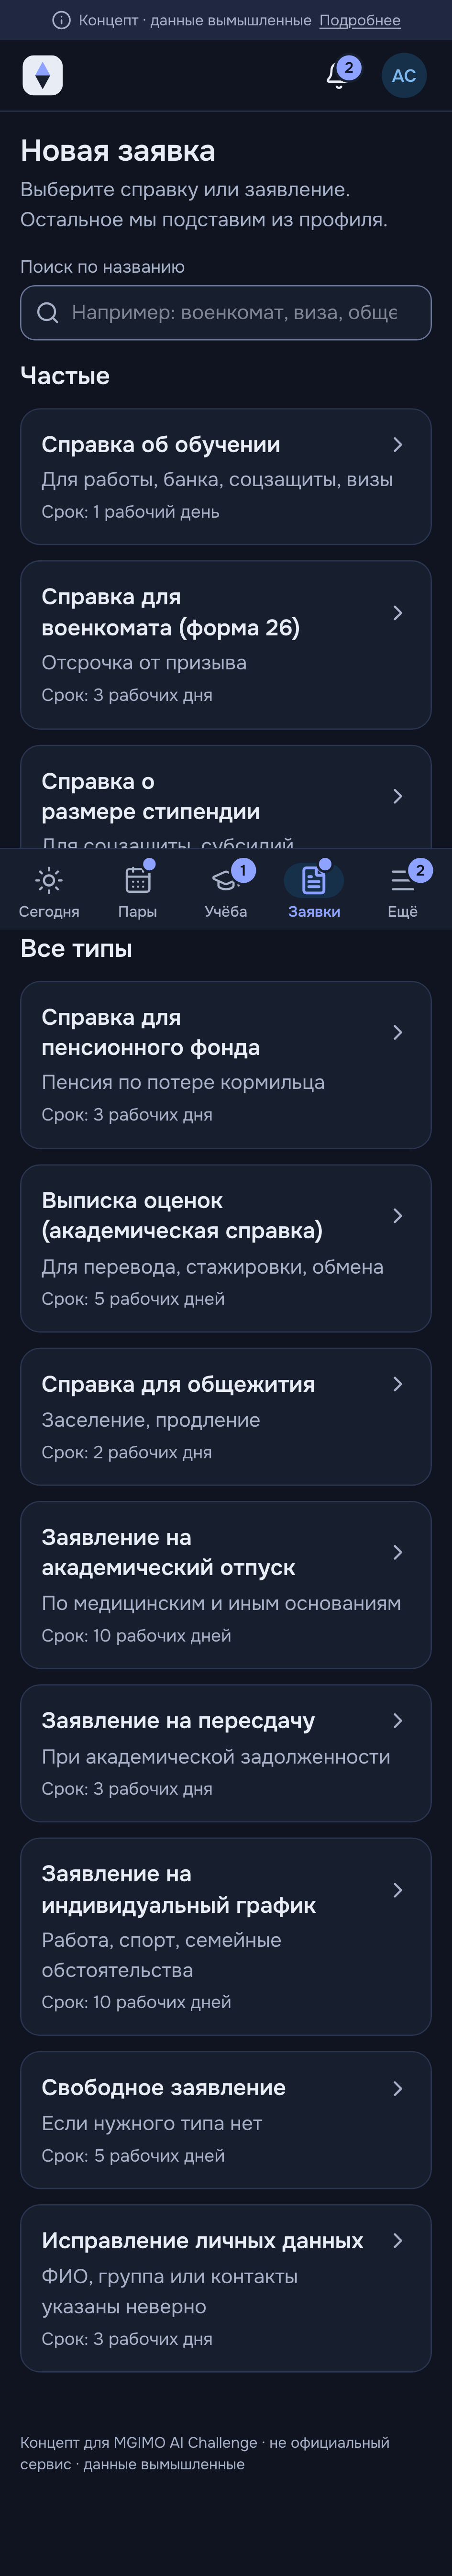 Концепт · данные вымышленные Подробнее
2
АС
Новая заявка
Выберите справку или заявление.
Остальное мы подставим из профиля.
Поиск по названию
Например: военкомат, виза, обще
Частые
Справка об обучении
Для работы, банка, соцзащиты, визы
Срок: 1 рабочий день
Справка для
военкомата (форма 26)
Отсрочка от призыва
Срок: 3 рабочих дня
Справка о
размере стипендии
Для соцзащиты, субсидий
1
2
Сегодня Пары Учёба Заявки Ещё
Все типы
Справка для
пенсионного фонда
Пенсия по потере кормильца
Срок: 3 рабочих дня
Выписка оценок
(академическая справка)
Для перевода, стажировки, обмена
Срок: 5 рабочих дней
Справка для общежития
Заселение, продление
Срок: 2 рабочих дня
Заявление на
академический отпуск
По медицинским и иным основаниям
Срок: 10 рабочих дней
Заявление на пересдачу
При академической задолженности
Срок: 3 рабочих дня
Заявление на
индивидуальный график
Работа, спорт, семейные
обстоятельства
Срок: 10 рабочих дней
Свободное заявление
Если нужного типа нет
Срок: 5 рабочих дней
Исправление личных данных
ФИО, группа или контакты
указаны неверно
Срок: 3 рабочих дня
Концепт для MGIMO AI Challenge · не официальный
сервис · данные вымышленные